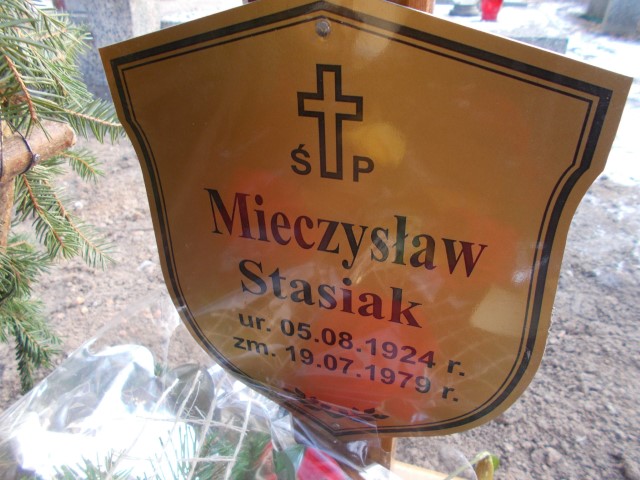 Ś P
Mieczysław
Stasiak
ur. 05.08.1924 r.
zm. 19.07.1979 r.